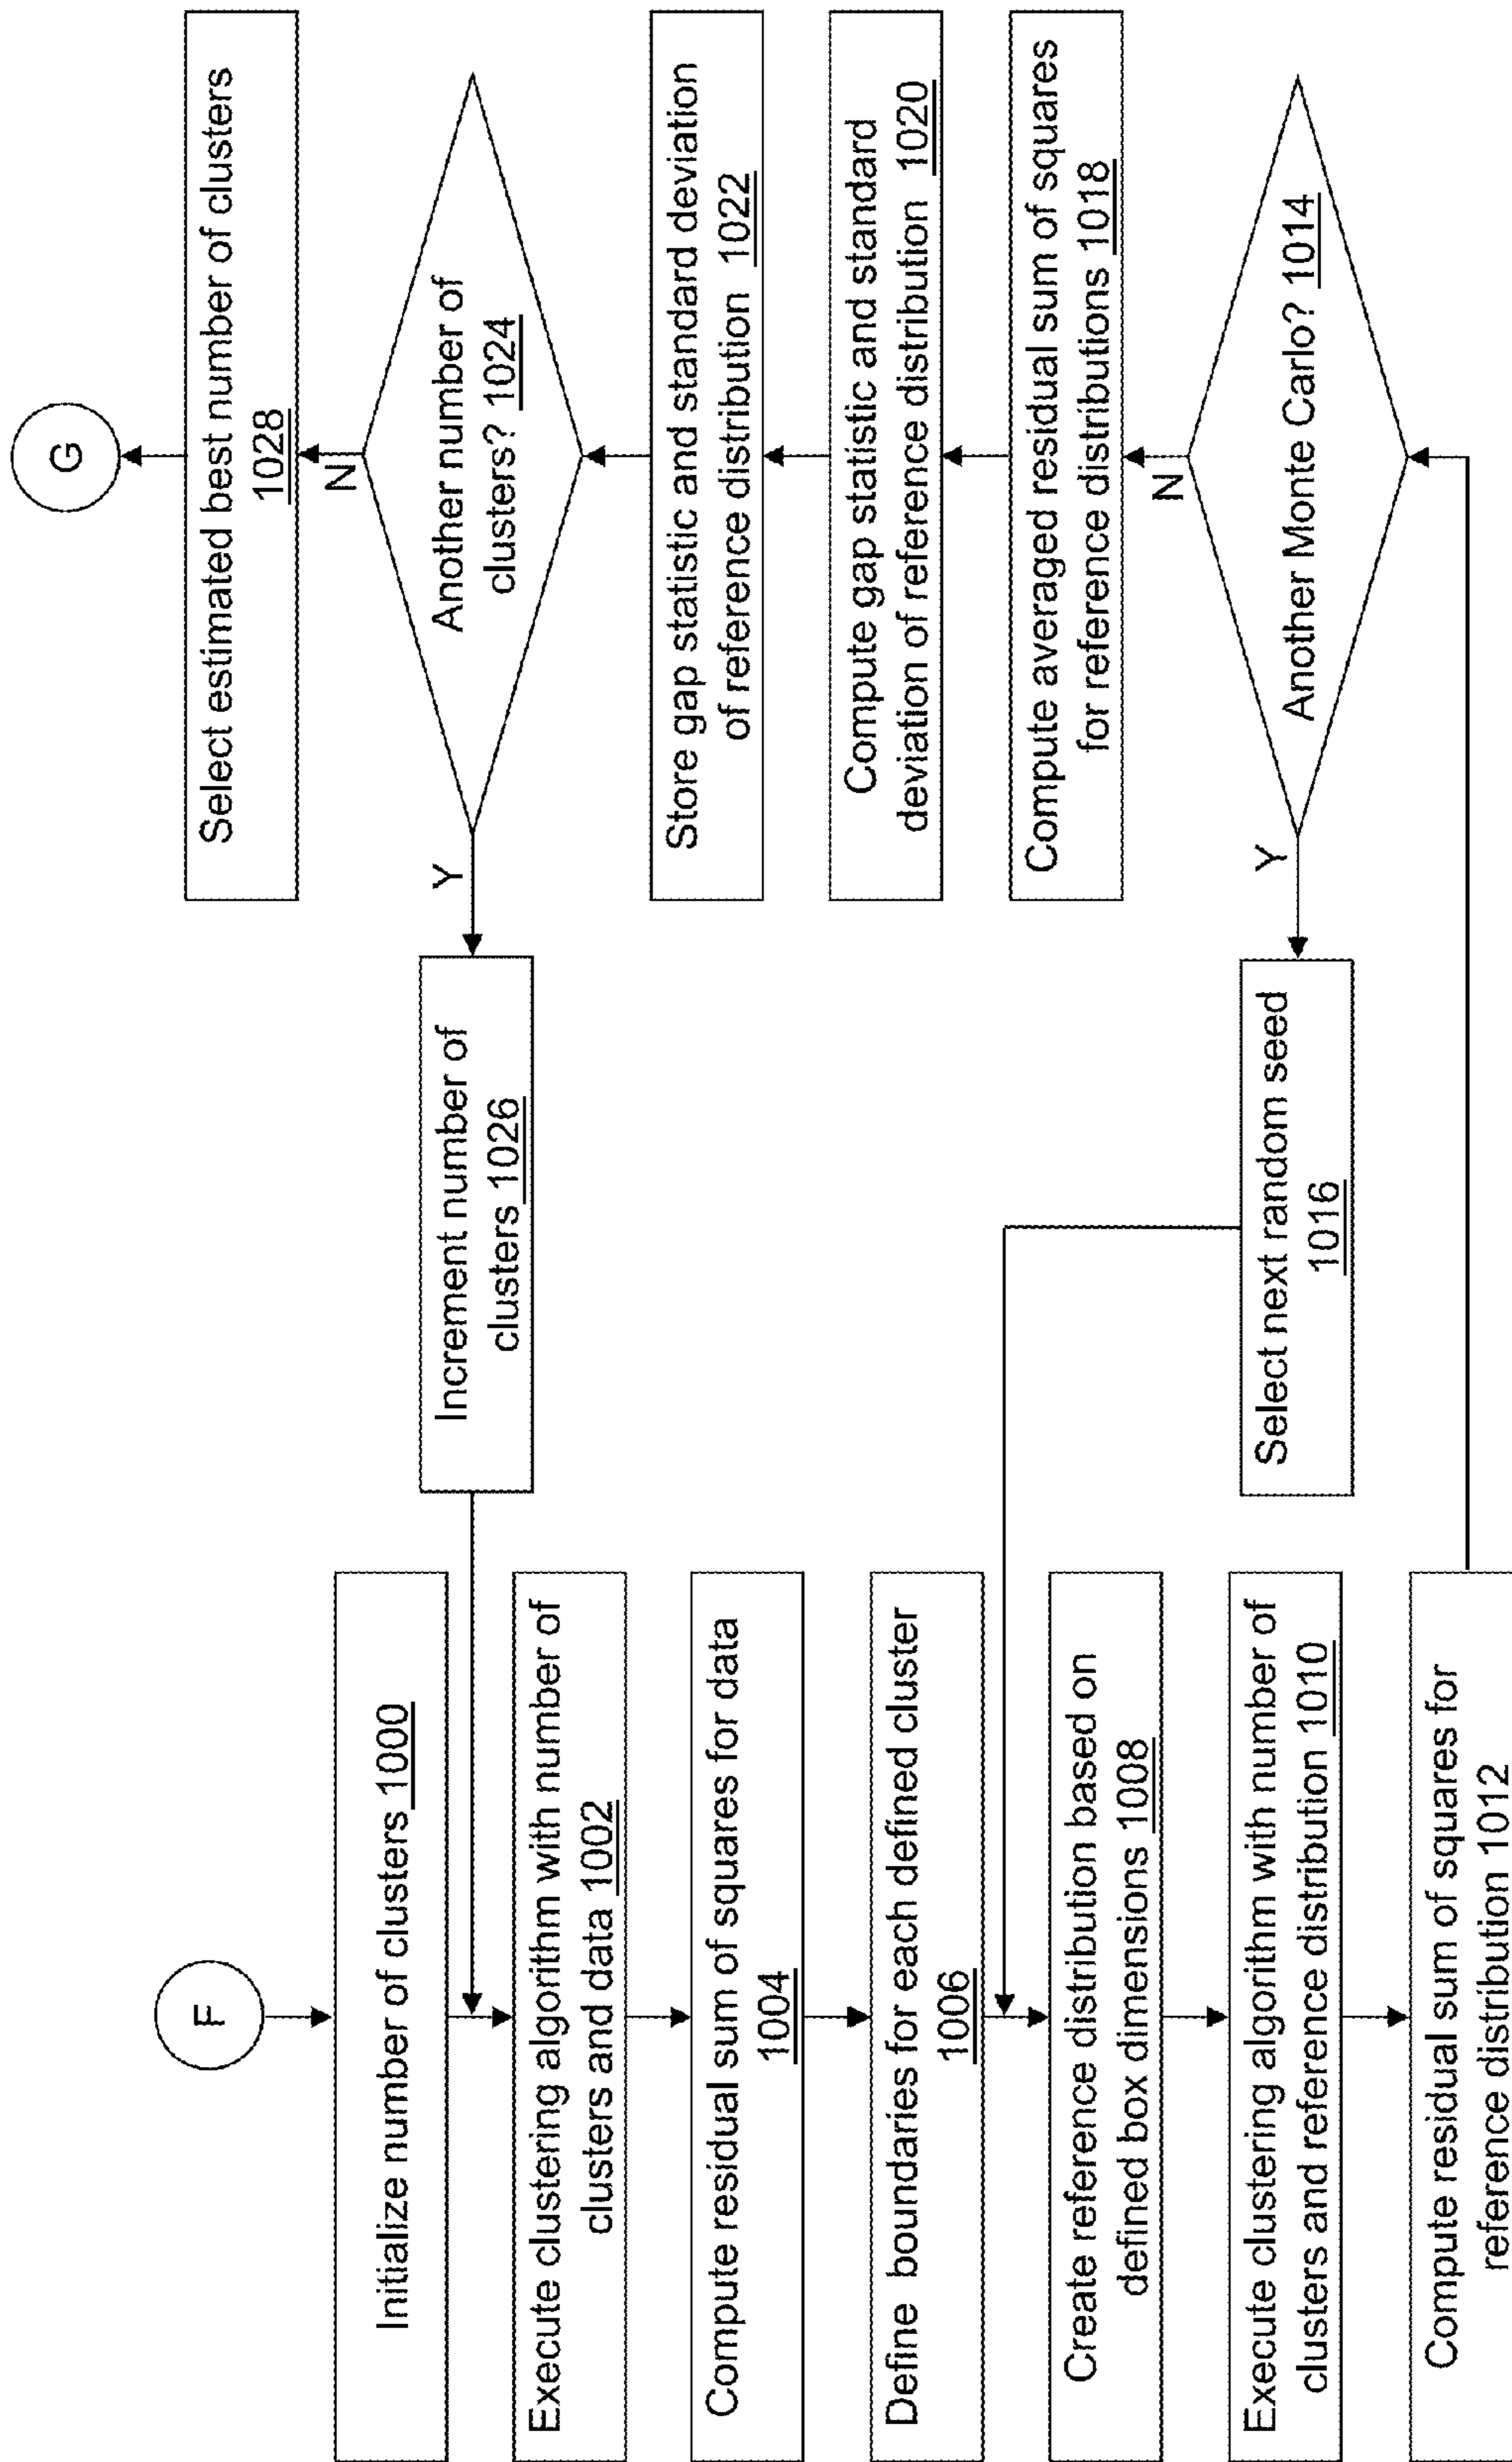 F
Initialize number of clusters 1000
Execute clustering algorithm with number of
clusters and data 1002
Compute residual sum of squares for data
1004
Define boundaries for each defined cluster
1006
Create reference distribution based on
defined box dimensions 1008
Execute clustering algorithm with number of
clusters and reference distribution 1010
Compute residual sum of squares for
reference distribution 1012
Increment number of
clusters 1026
Select next random seed
1016
G
Select estimated best number of clusters
1028
N
Another number of
clusters? 1024
Y
Store gap statistic and standard deviation
of reference distribution 1022
Compute gap statistic and standard
deviation of reference distribution 1020
Compute averaged residual sum of squares
for reference distributions 1018
N
Another Monte Carlo? 1014
Y